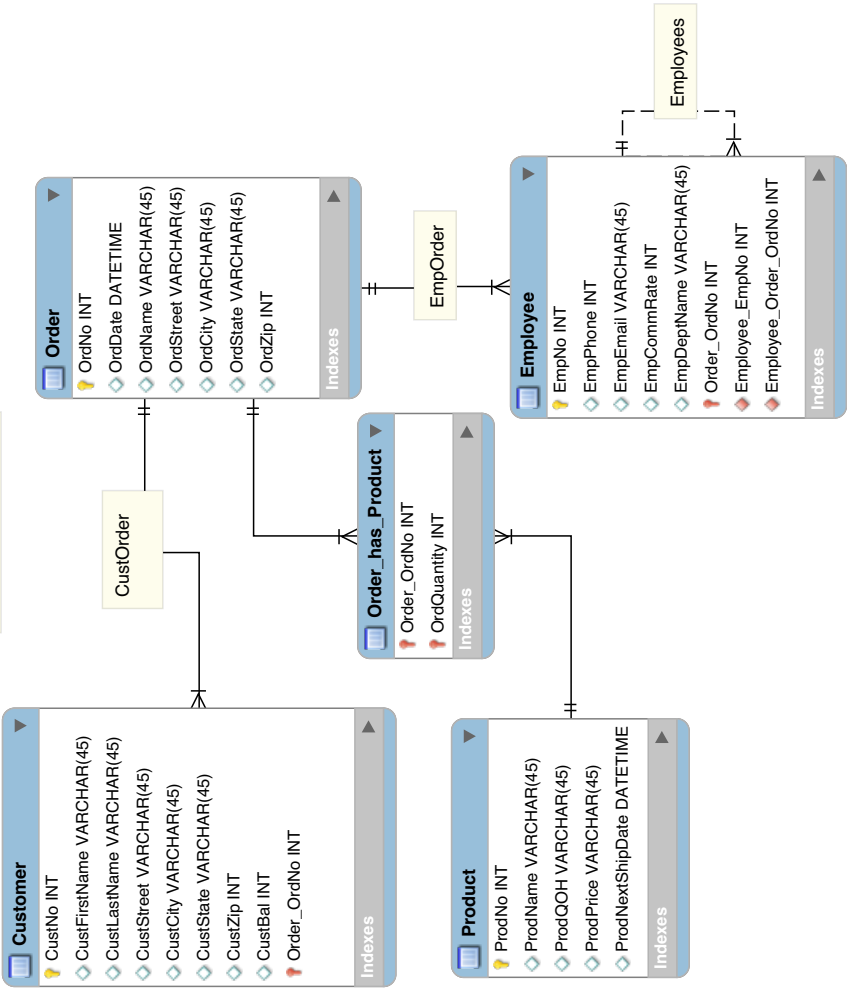 Customer
CustNo INT
CustFirstName VARCHAR(45)
CustLastName VARCHAR(45)
CustStreet VARCHAR(45)
CustCity VARCHAR(45)
CustState VARCHAR(45)
CustZip INT
CustBal INT
Order_OrdNo INT
Indexes
CustOrder
Order
OrdNo INT
OrdDate DATETIME
OrdName VARCHAR(45)
OrdStreet VARCHAR(45)
OrdCity VARCHAR(45)
OrdState VARCHAR(45)
OrdZip INT
Indexes
Product
ProdNo INT
ProdName VARCHAR(45)
ProdQOH VARCHAR(45)
ProdPrice VARCHAR(45)
ProdNextShipDate DATETIME
Indexes
Order_has_Product
Order_OrdNo INT
OrdQuantity INT
Indexes
EmpOrder
Employee
EmpNo INT
EmpPhone INT
EmpEmail VARCHAR(45)
EmpCommRate INT
EmpDeptName VARCHAR(45)
Order_OrdNo INT
Employee_EmpNo INT
Employee_Order_OrdNo INT
Indexes
Employees